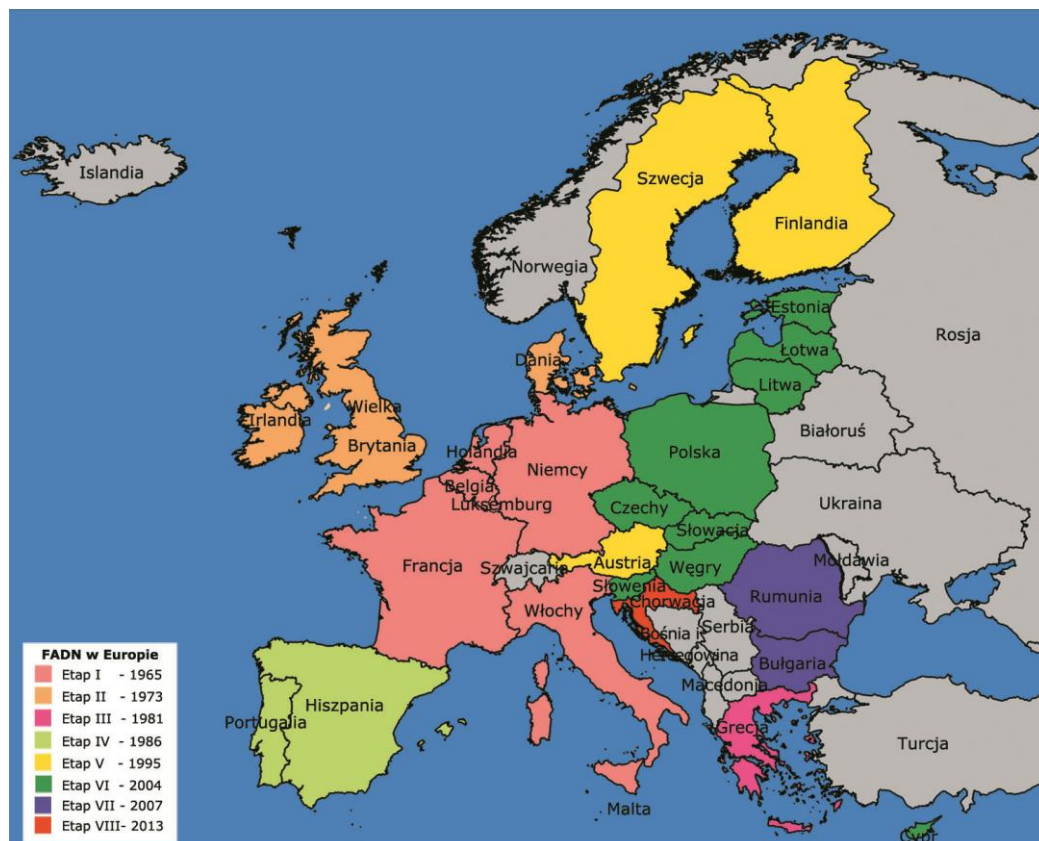 Islandia
Szwecja
Finlandia
Norwegia
Estonia
Rosja
Łotwa
Dania
Litwa
Wielka
Brytania
Irlandia
Białoruś
Holandia
Niemcy
Polska
Belgia
Luksemburg
Ukraina
Czechy
Słowacja
Francja
Szwajcaria
Austria
Węgry
Mołdawia
Słowenia
Chorwacja
Rumunia
Włochy
Serbia
Bośnia i
Hercegowina
Bułgaria
Macedonia
Portugalia
Hiszpania
Grecja
Turcja
Malta
Cypr
FADN w Europie
Etap I - 1965
Etap II - 1973
Etap III - 1981
Etap IV - 1986
Etap V - 1995
Etap VI - 2004
Etap VII - 2007
Etap VIII- 2013